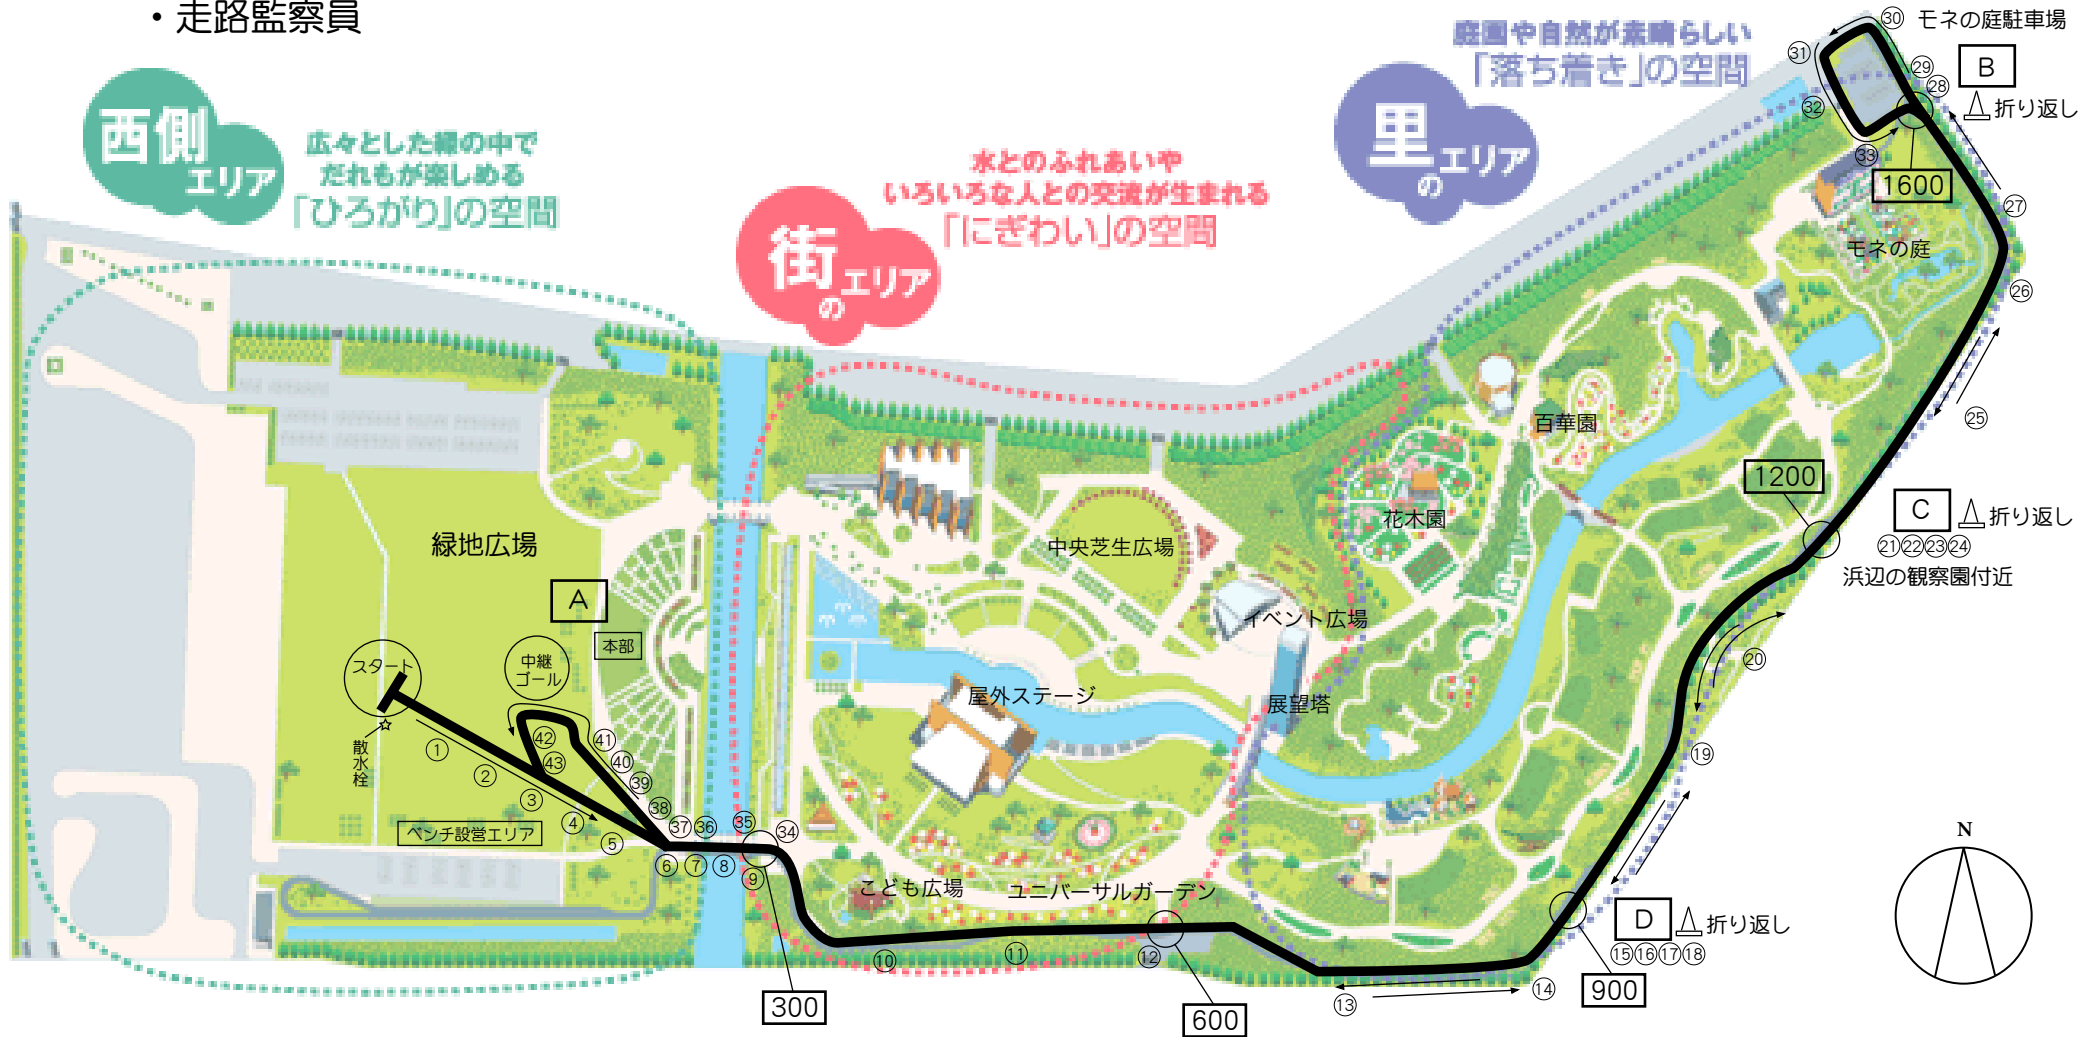 ・走路監察員
西側
エリア
広々とした緑の中で
だれもが楽しめる
「ひろがり」の空間
街
の
エリア
水とのふれあいや
いろいろな人との交流が生まれる
「にぎわい」の空間
里
の
エリア
庭園や自然が素晴らしい
「落ち着き」の空間
㉚ モネの庭駐車場
㉛
㉙
B
㉘
折り返し
㉜
㉝
1600
㉗
モネの庭
㉖
㉕
百華園
1200
C
折り返し
㉑㉒㉓㉔
浜辺の観察園付近
花木園
緑地広場
中央芝生広場
A
本部
イベント広場
⑳
スタート
中継
ゴール
屋外ステージ
展望塔
散水栓
①
②
③
④
⑤
㊷
㊸
㊶
㊵
㊴
㊳
㊲
㊱
㉟
㉞
⑲
ベンチ設営エリア
⑥
⑦
⑧
⑨
こども広場
ユニバーサルガーデン
D
折り返し
⑮⑯⑰⑱
⑩
⑪
⑫
⑬
⑭
300
600
900
N